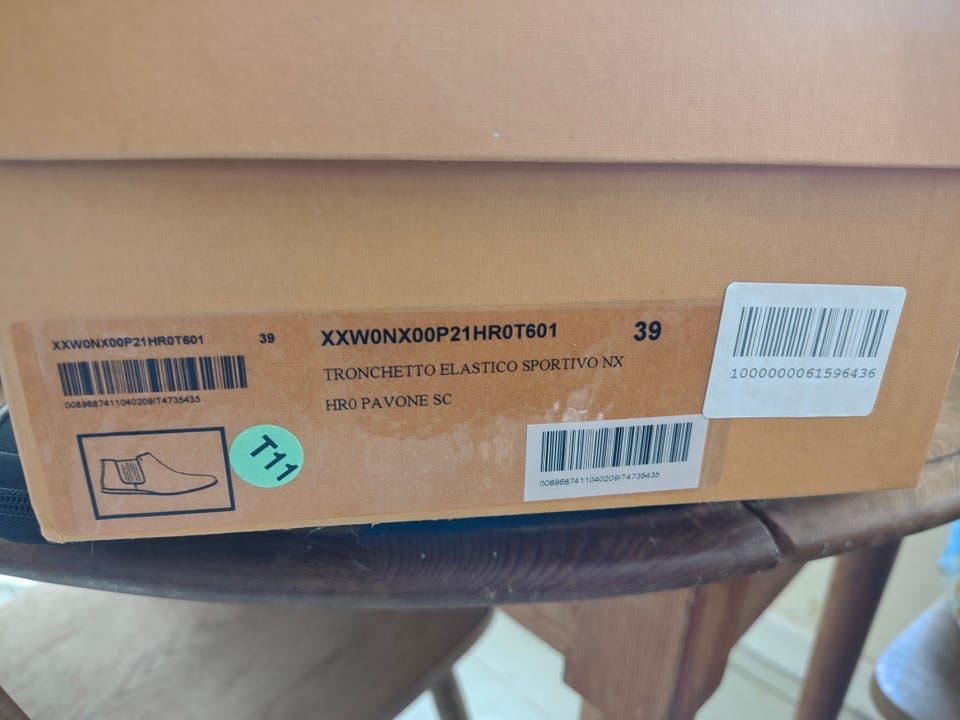 XXW0NX00P21HR0T601 39
0089687411040209IT4735435
T11
XXW0NX00P21HR0T601 39
TRONCHETTO ELASTICO SPORTIVO NX
HR0 PAVONE SC
0089687411040209IT4735435
1000000061596436